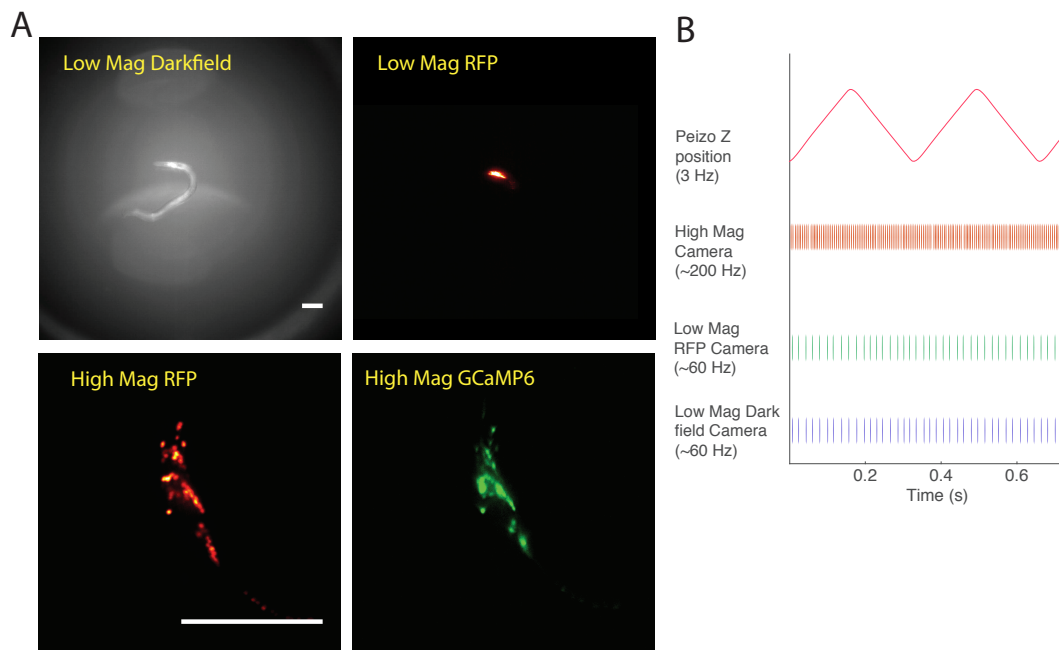 A
Low Mag Darkfield
Low Mag RFP
High Mag RFP
High Mag GCaMP6
B
Peizo Z
position
(3 Hz)
High Mag
Camera
(~200 Hz)
Low Mag
RFP Camera
(~60 Hz)
Low Mag Dark
field Camera
(~60 Hz)
0.2 0.4 0.6
Time (s)